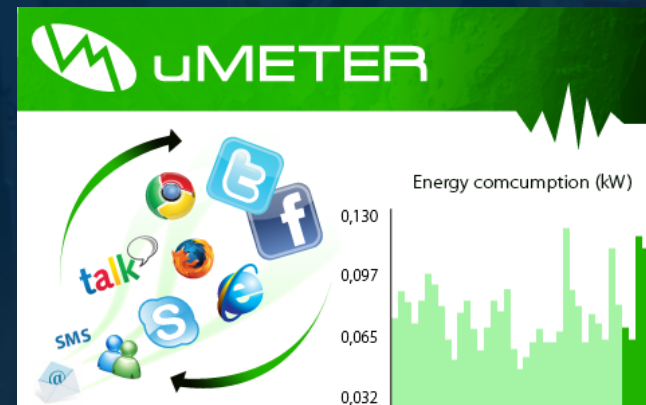 uMETER
Energy comcumption (kW)
0,130
0,097
0,065
0,032
t
f
talk
S
e
SMS
@